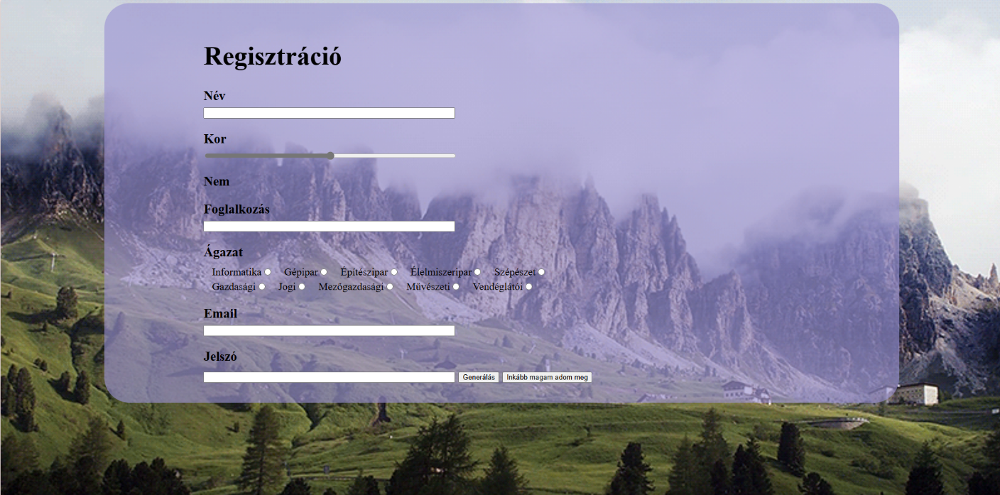 Regisztráció
Név
Kor
Nem
Foglalkozás
Ágazat
Informatika Gépipar Építészipar Élelmiszeripar Szépészet
Gazdasági Jogi Mezőgazdasági Művészeti Vendéglátói
Email
Jelszó
Generálás Inkább magam adom meg